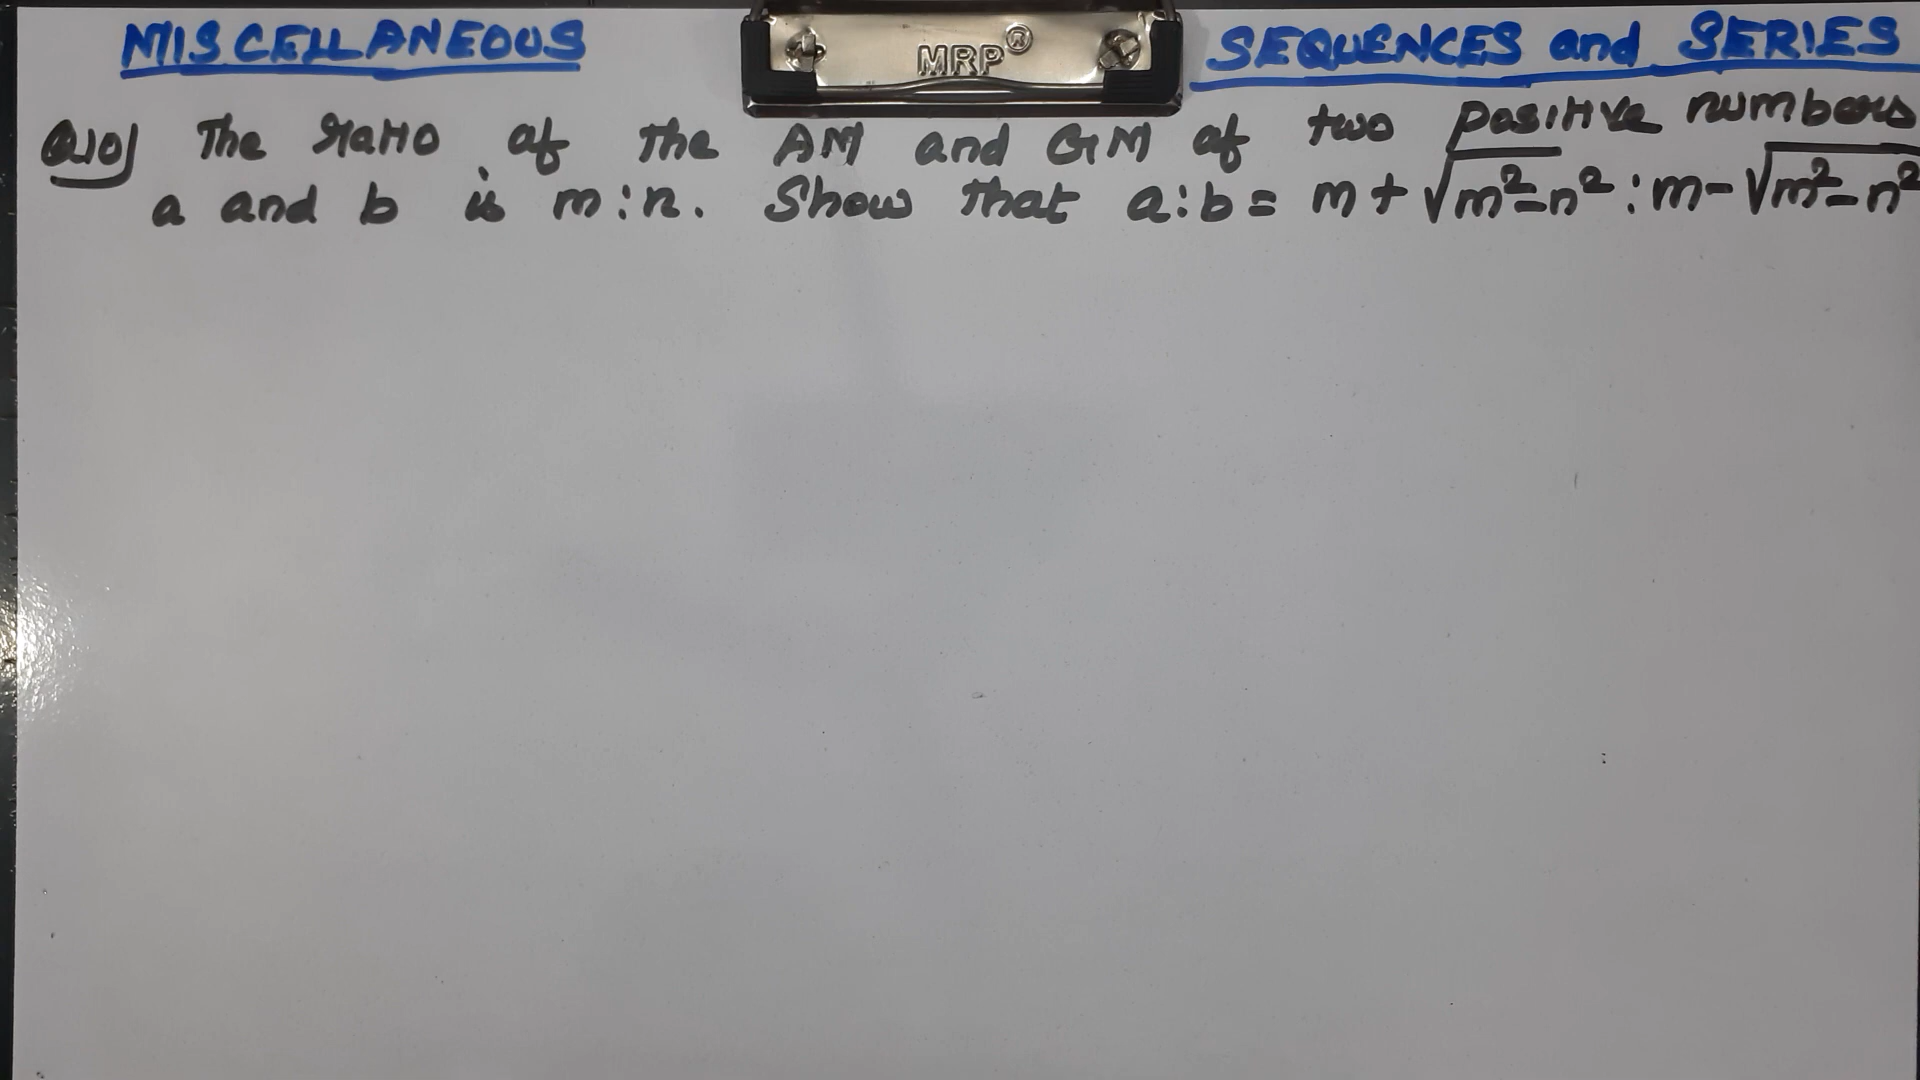 MISCELLANEOUS
MRP®
SEQUENCES and SERIES
Q10) The ratio of the AM and GM of two positive numbers
a and b is m:n. Show that a:b = m + √m²-n² : m - √m²-n²